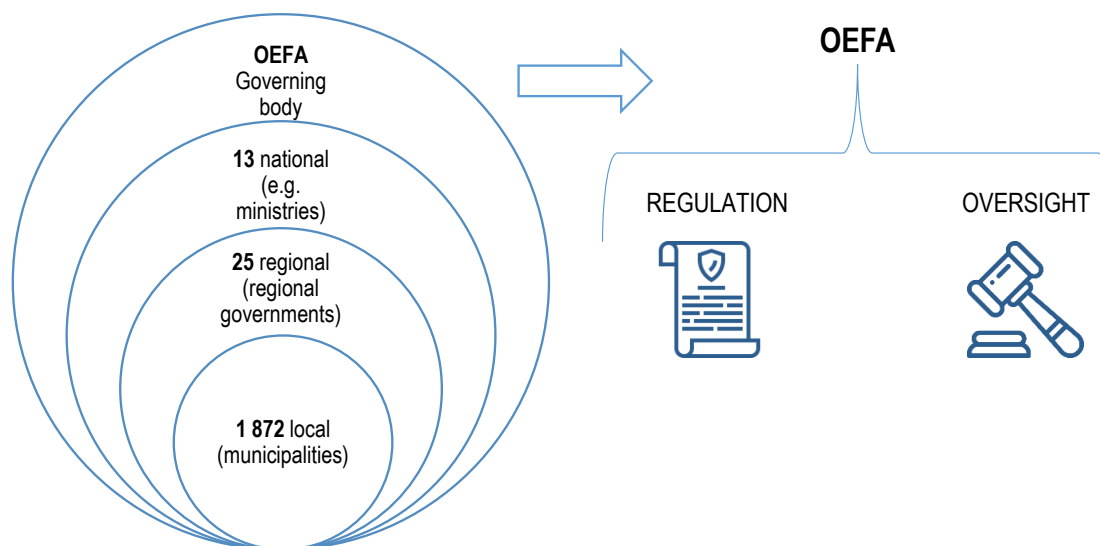 OEFA
Governing
body
13 national
(e.g.
ministries)
25 regional
(regional
governments)
1 872 local
(municipalities)
OEFA
REGULATION
OVERSIGHT